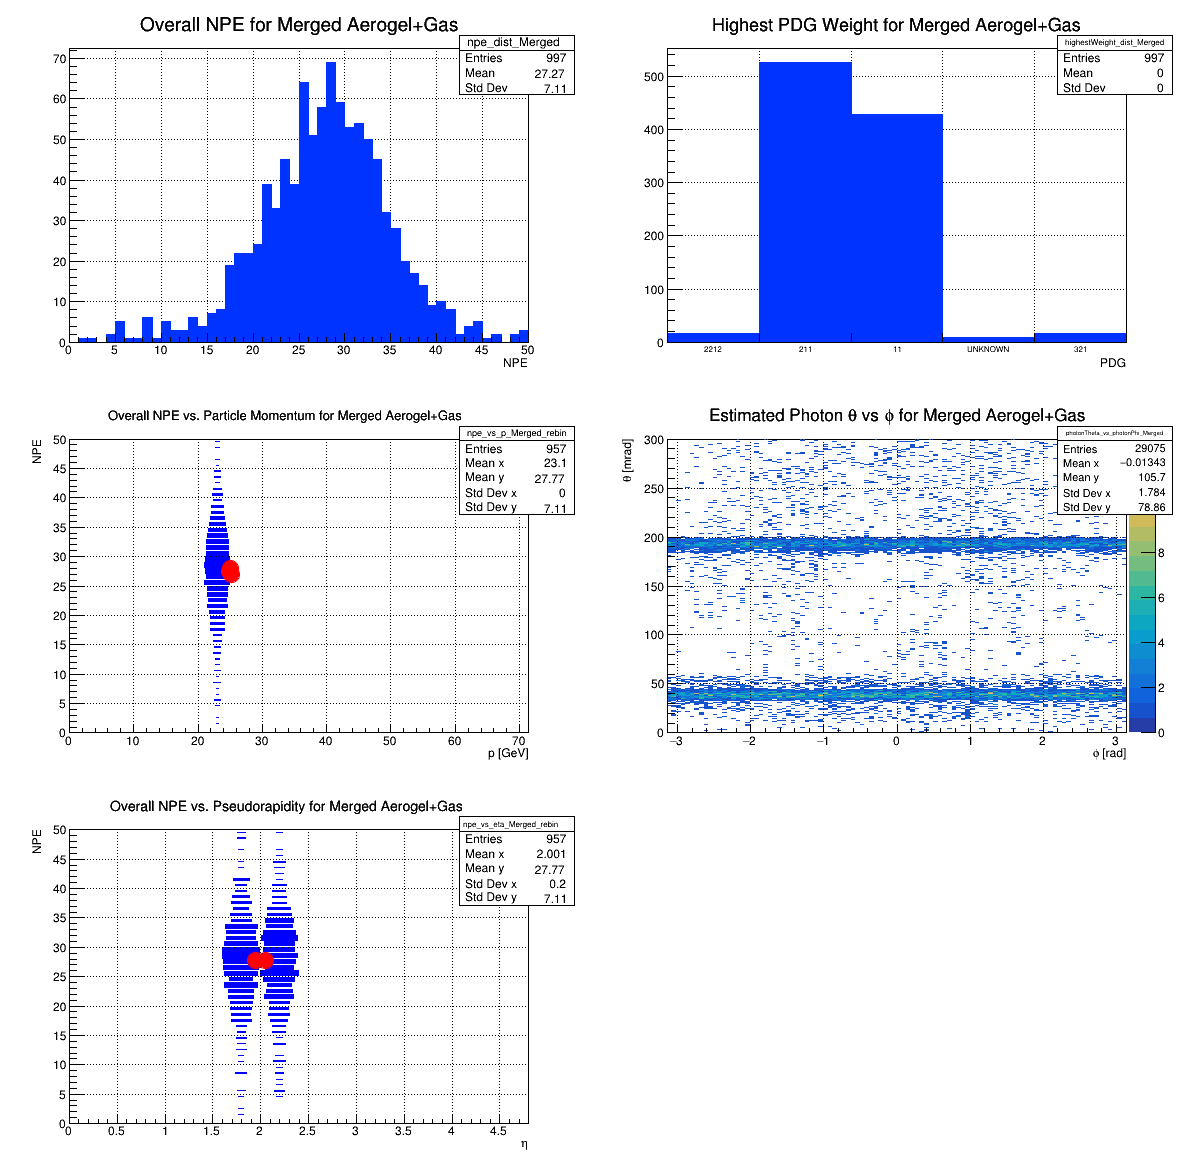 Overall NPE for Merged Aerogel+Gas
npe_dist_Merged
Entries 997
Mean 27.27
Std Dev 7.11
70
60
50
40
30
20
10
0
0 5 10 15 20 25 30 35 40 45 50
NPE
Highest PDG Weight for Merged Aerogel+Gas
highestWeight_dist_Merged
Entries 997
Mean 0
Std Dev 0
500
400
300
200
100
0
2212 211 11 UNKNOWN 321
PDG
Overall NPE vs. Particle Momentum for Merged Aerogel+Gas
npe_vs_p_Merged_rebin
Entries 957
Mean x 23.1
Mean y 27.77
Std Dev x 0
Std Dev y 7.11
NPE
50
45
40
35
30
25
20
15
10
5
0
0 10 20 30 40 50 60 70
p [GeV]
Estimated Photon θ vs ϕ for Merged Aerogel+Gas
photonTheta_vs_photonPhi_Merged
Entries 29075
Mean x −0.01343
Mean y 105.7
Std Dev x 1.784
Std Dev y 78.86
θ [mrad]
300
250
200
150
100
50
0
−3 −2 −1 0 1 2 3
ϕ [rad]
8
6
4
2
0
Overall NPE vs. Pseudorapidity for Merged Aerogel+Gas
npe_vs_eta_Merged_rebin
Entries 957
Mean x 2.001
Mean y 27.77
Std Dev x 0.2
Std Dev y 7.11
NPE
50
45
40
35
30
25
20
15
10
5
0
0 0.5 1 1.5 2 2.5 3 3.5 4 4.5
η